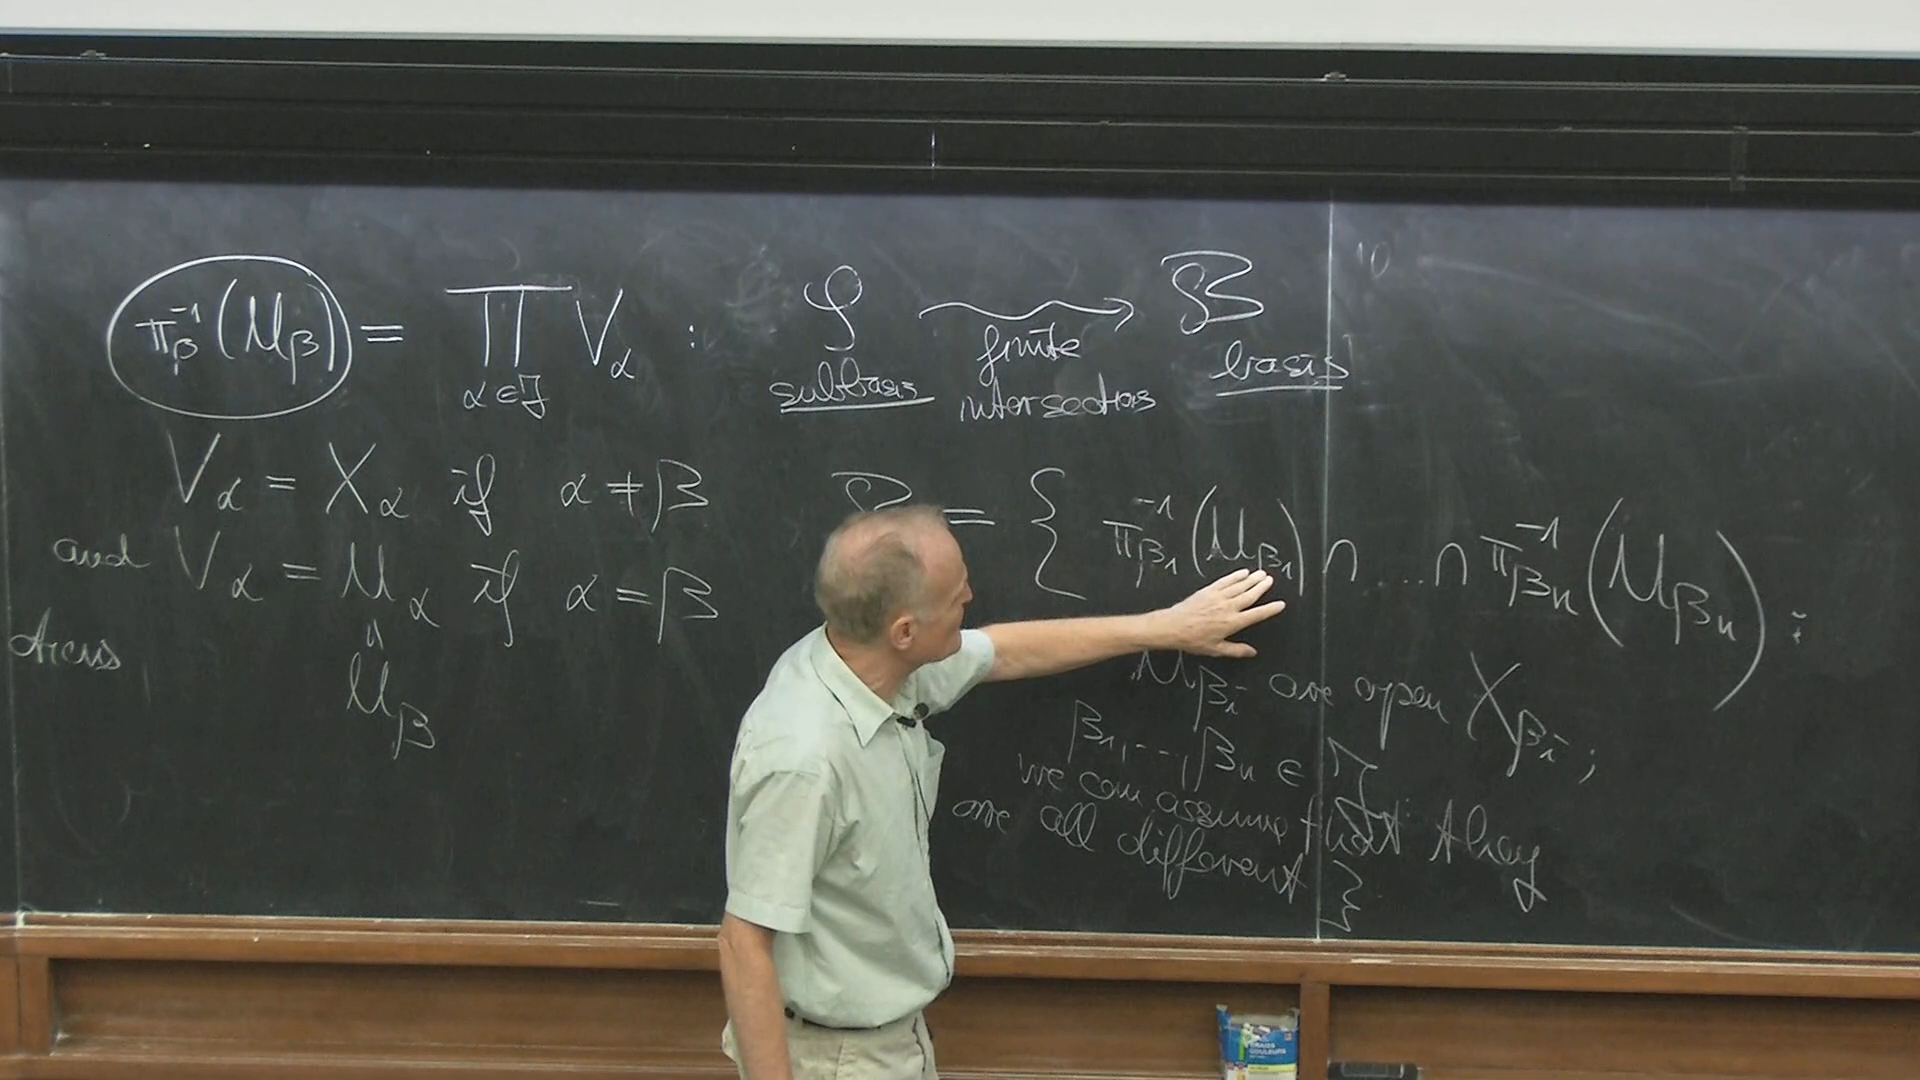 π_β^{-1}(U_β) = ∏_{α∈J} V_α :
V_α = X_α if α ≠ β
and V_α = U_α if α = β
U_β
S ⟶ B
subbasis finite intersections basis
B = { π_{β_1}^{-1}(U_{β_1}) ∩ .... ∩ π_{β_n}^{-1}(U_{β_n}) :
U_{β_i} are open X_{β_i} ;
β_1, ..., β_n ∈ J
we can assume that they
are all different }